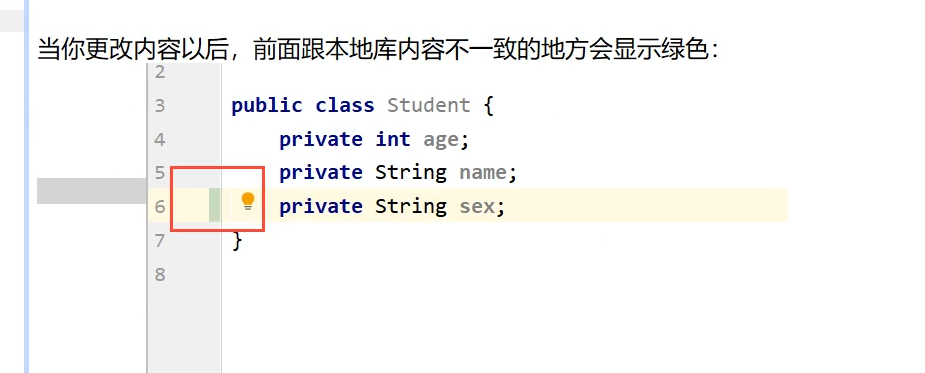 当你更改内容以后，前面跟本地库内容不一致的地方会显示绿色：
2
3 public class Student {
4 private int age;
5 private String name;
6 private String sex;
7 }
8